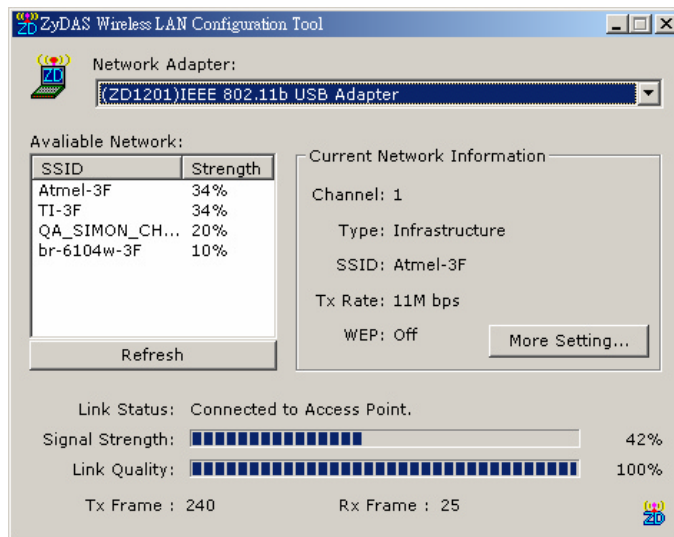 ZD ZyDAS Wireless LAN Configuration Tool
ZD
Network Adapter:
(ZD1201)IEEE 802.11b USB Adapter
Avaliable Network:
SSID Strength
Atmel-3F 34%
TI-3F 34%
QA_SIMON_CH... 20%
br-6104w-3F 10%
Refresh
Current Network Information
Channel: 1
Type: Infrastructure
SSID: Atmel-3F
Tx Rate: 11M bps
WEP: Off
More Setting...
Link Status: Connected to Access Point.
Signal Strength: 42%
Link Quality: 100%
Tx Frame : 240 Rx Frame : 25
ZD